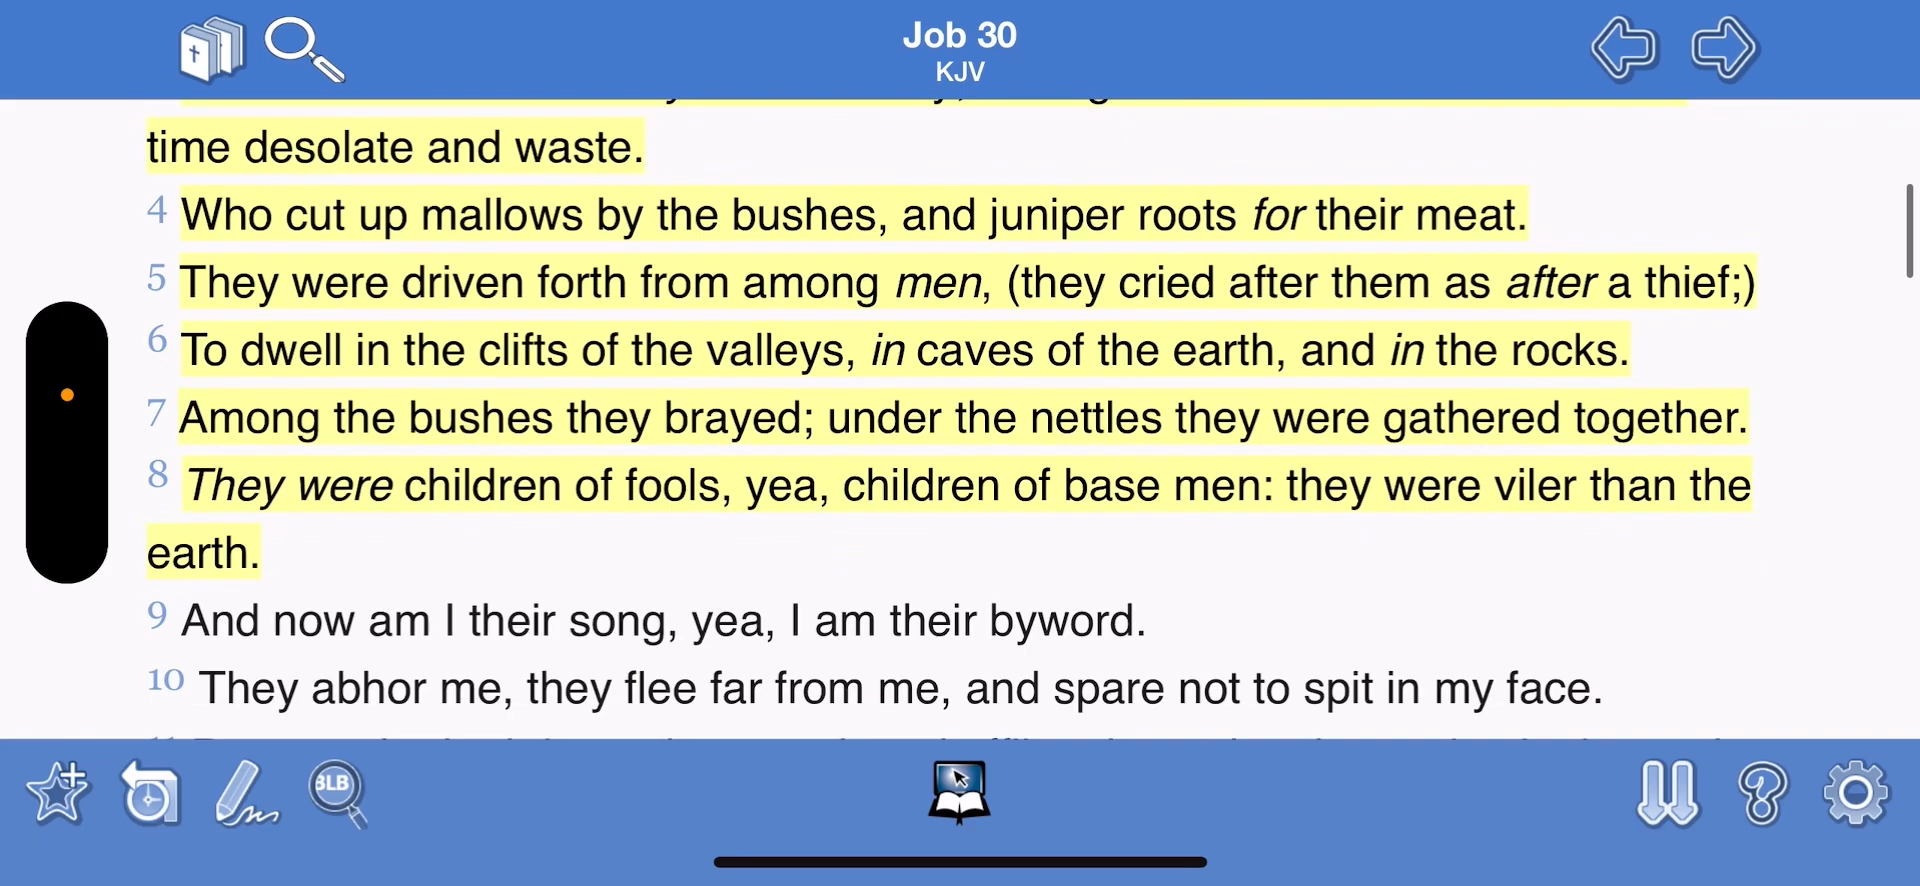 Job 30
KJV
time desolate and waste.
4 Who cut up mallows by the bushes, and juniper roots for their meat.
5 They were driven forth from among men, (they cried after them as after a thief;)
6 To dwell in the clifts of the valleys, in caves of the earth, and in the rocks.
7 Among the bushes they brayed; under the nettles they were gathered together.
8 They were children of fools, yea, children of base men: they were viler than the
earth.
9 And now am I their song, yea, I am their byword.
10 They abhor me, they flee far from me, and spare not to spit in my face.
BLB